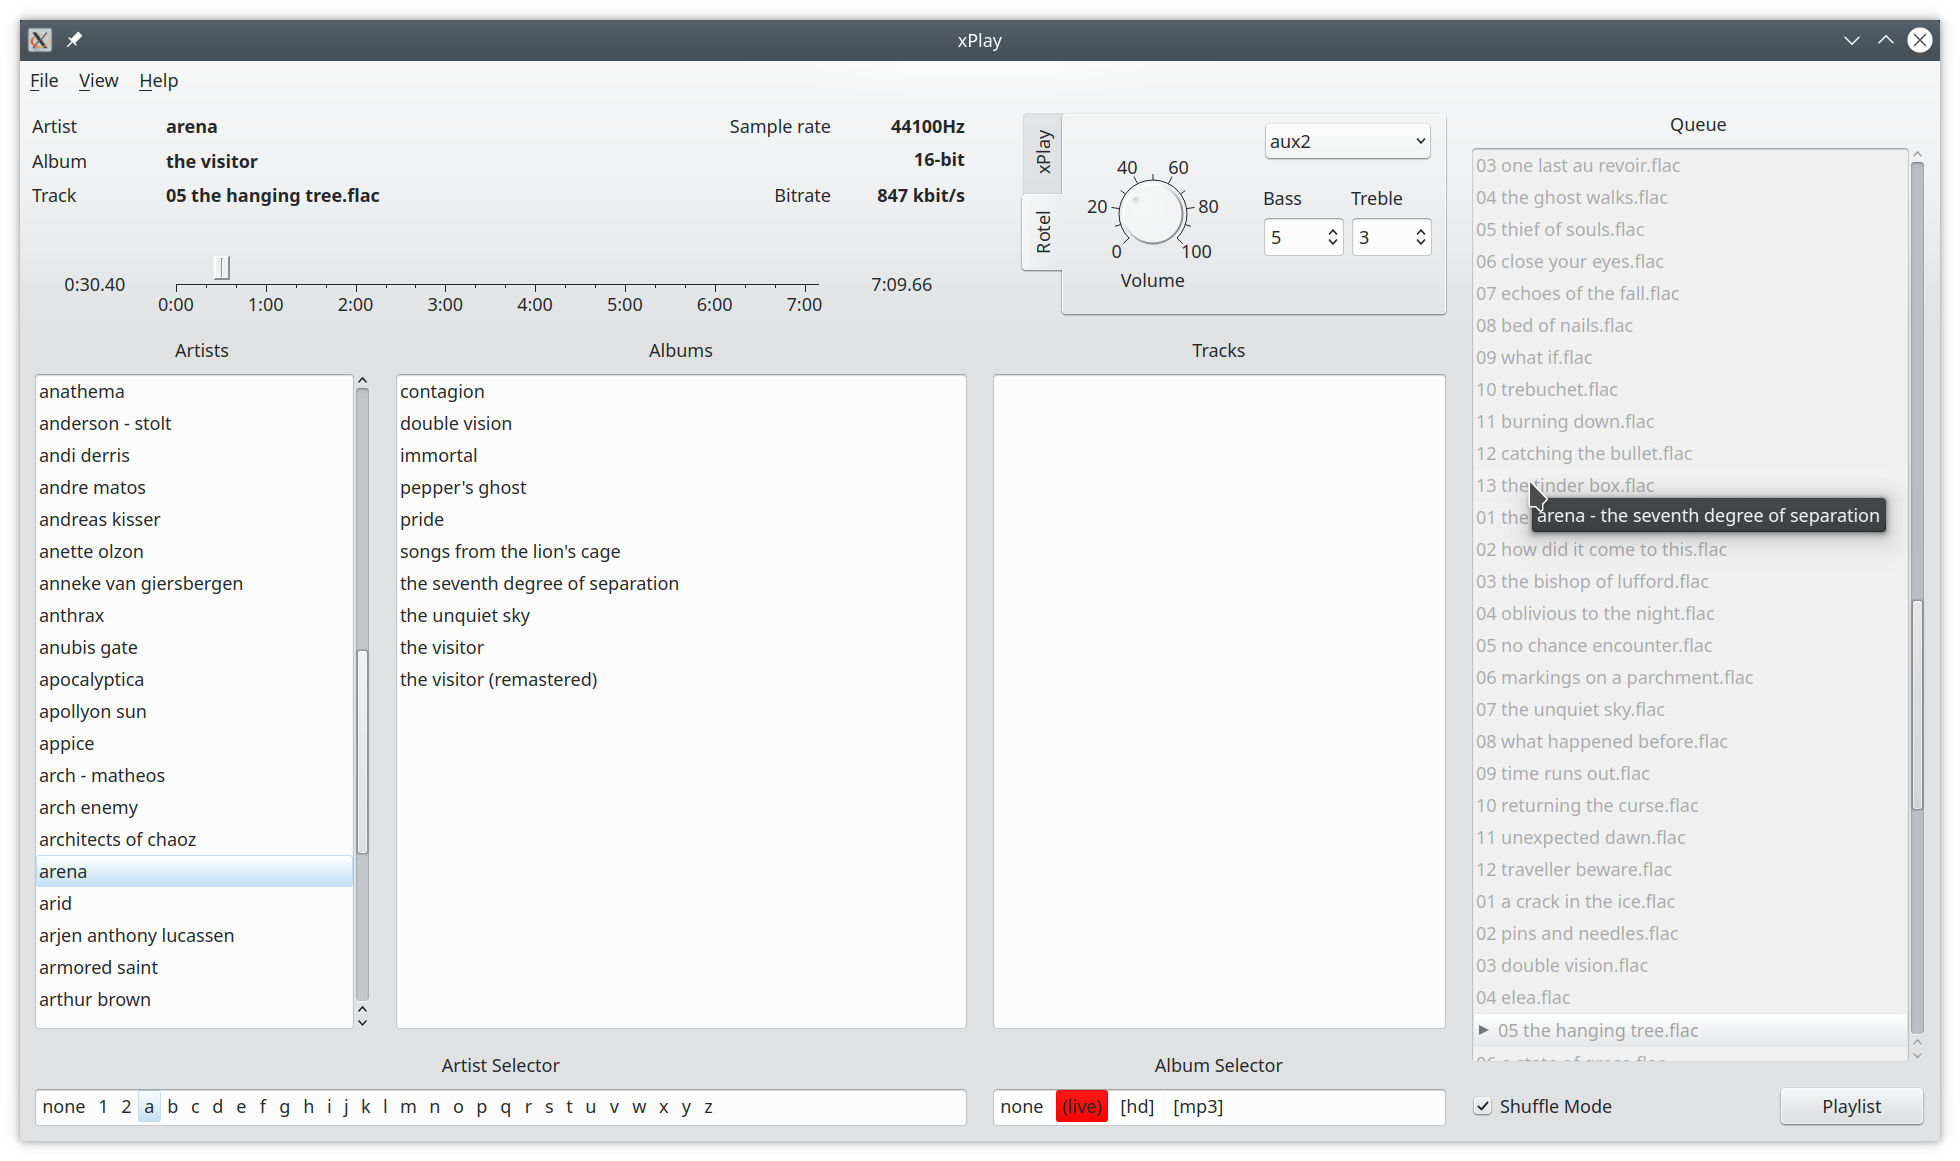 xPlay
File View Help
Artist arena
Album the visitor
Track 05 the hanging tree.flac
Sample rate 44100Hz
16-bit
Bitrate 847 kbit/s
0:30.40
0:00 1:00 2:00 3:00 4:00 5:00 6:00 7:00
7:09.66
xPlay
Rotel
0 20 40 60 80 100
Volume
aux2
Bass Treble
5 3
Artists
anathema
anderson - stolt
andi derris
andre matos
andreas kisser
anette olzon
anneke van giersbergen
anthrax
anubis gate
apocalyptica
apollyon sun
appice
arch - matheos
arch enemy
architects of chaoz
arena
arid
arjen anthony lucassen
armored saint
arthur brown
Albums
contagion
double vision
immortal
pepper's ghost
pride
songs from the lion's cage
the seventh degree of separation
the unquiet sky
the visitor
the visitor (remastered)
Tracks
Queue
03 one last au revoir.flac
04 the ghost walks.flac
05 thief of souls.flac
06 close your eyes.flac
07 echoes of the fall.flac
08 bed of nails.flac
09 what if.flac
10 trebuchet.flac
11 burning down.flac
12 catching the bullet.flac
13 the tinder box.flac
01 the
arena - the seventh degree of separation
02 how did it come to this.flac
03 the bishop of lufford.flac
04 oblivious to the night.flac
05 no chance encounter.flac
06 markings on a parchment.flac
07 the unquiet sky.flac
08 what happened before.flac
09 time runs out.flac
10 returning the curse.flac
11 unexpected dawn.flac
12 traveller beware.flac
01 a crack in the ice.flac
02 pins and needles.flac
03 double vision.flac
04 elea.flac
05 the hanging tree.flac
06 a state of grace.flac
Artist Selector
none 1 2 a b c d e f g h i j k l m n o p q r s t u v w x y z
Album Selector
none (live) [hd] [mp3]
Shuffle Mode
Playlist